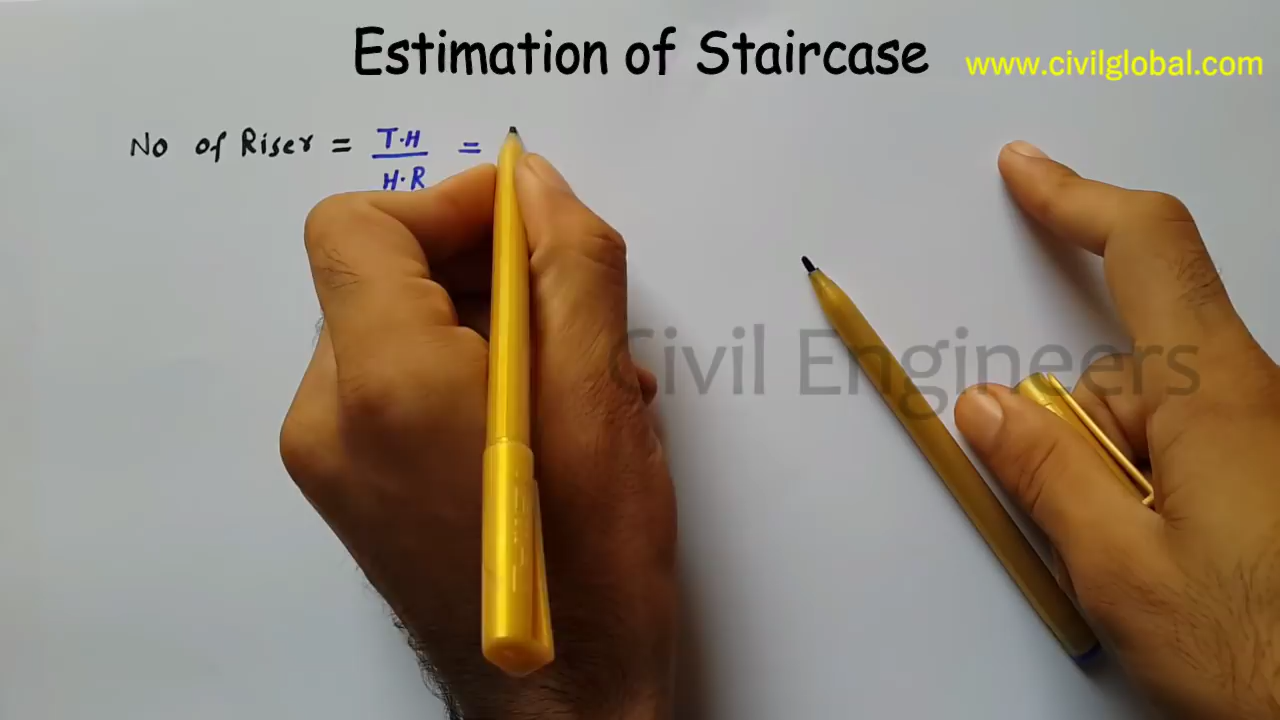 Estimation of Staircase
www.civilglobal.com
No of Riser = T.H / H.R =
Civil Engineers